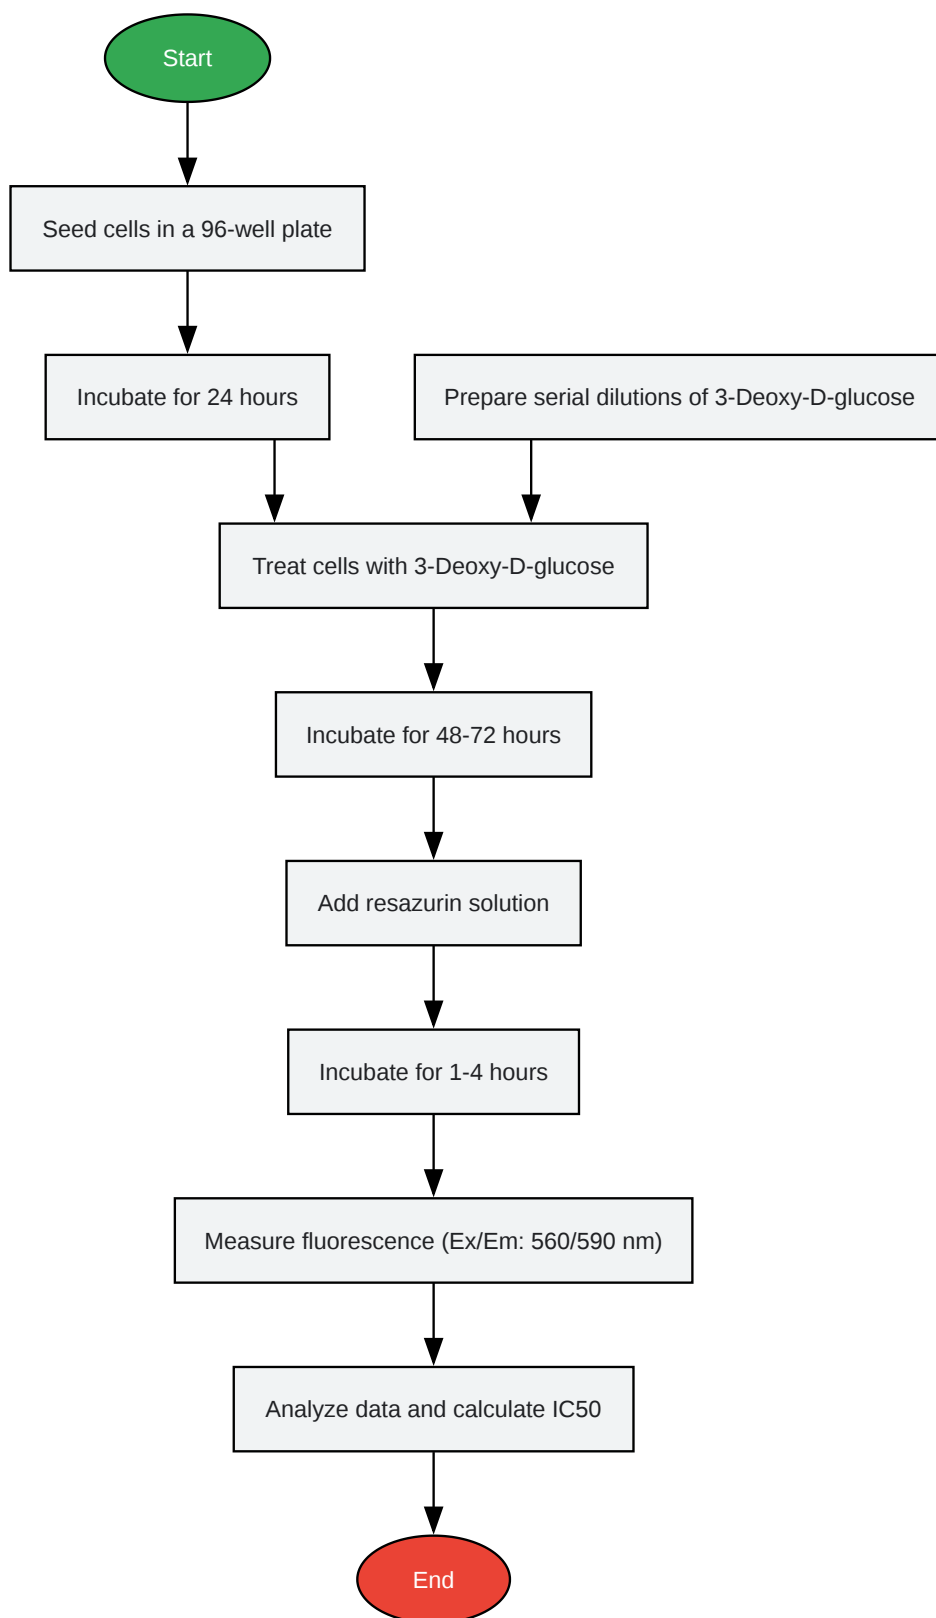 Start
Seed cells in a 96-well plate
Incubate for 24 hours
Prepare serial dilutions of 3-Deoxy-D-glucose
Treat cells with 3-Deoxy-D-glucose
Incubate for 48-72 hours
Add resazurin solution
Incubate for 1-4 hours
Measure fluorescence (Ex/Em: 560/590 nm)
Analyze data and calculate IC50
End